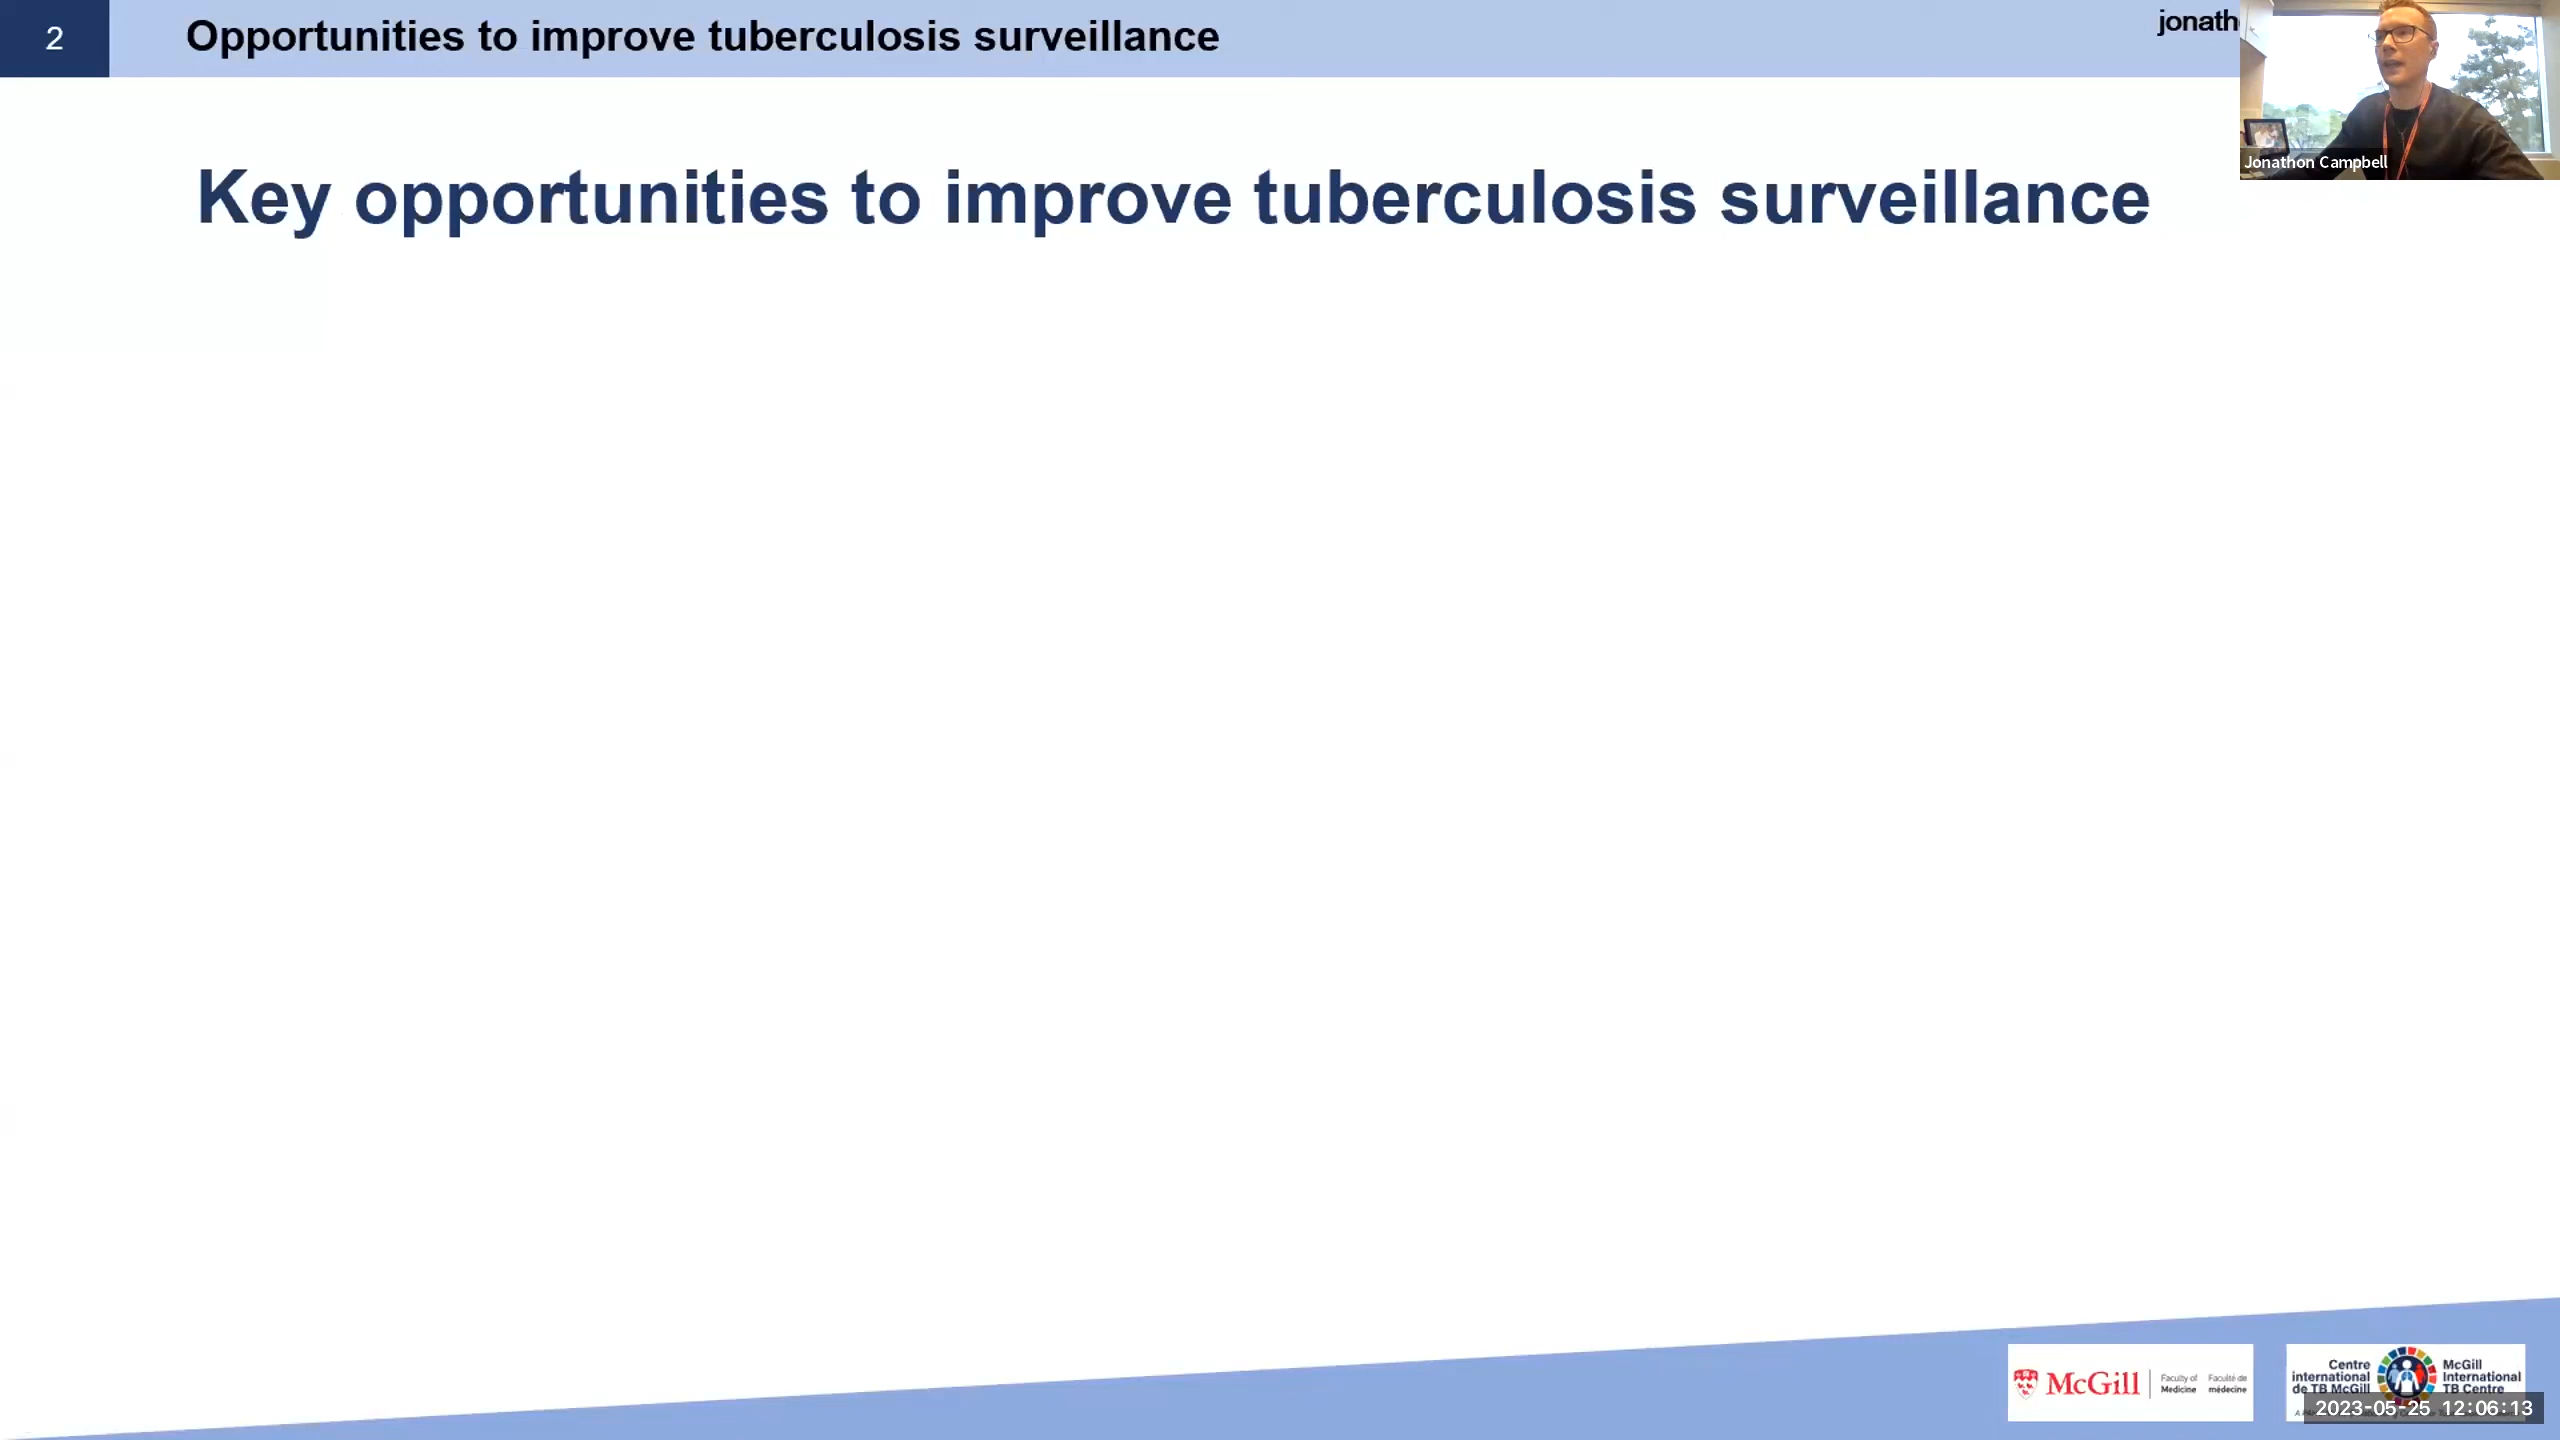 2
Opportunities to improve tuberculosis surveillance
jonath
Jonathon Campbell
Key opportunities to improve tuberculosis surveillance
McGill
Faculty of
Medicine
Faculté de
médecine
Centre
international
de TB McGill
McGill
International
TB Centre
2023-05-25 12:06:13